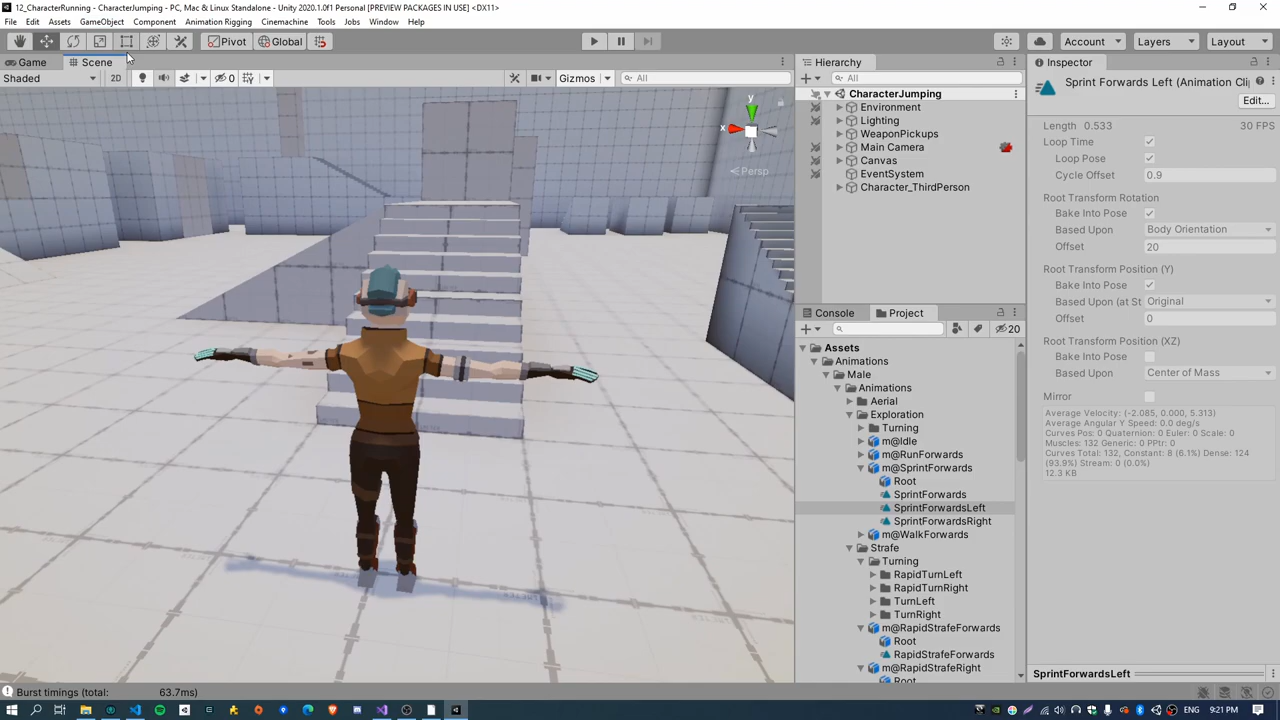 12_CharacterRunning - CharacterJumping - PC, Mac & Linux Standalone - Unity 2020.1.0f1 Personal [PREVIEW PACKAGES IN USE] <DX11>
File Edit Assets GameObject Component Animation Rigging Cinemachine Tools Jobs Window Help
Pivot Global Account Layers Layout
Game Scene
Shaded 2D 0 Gizmos All
y
x
Persp
Hierarchy
All
CharacterJumping
Environment
Lighting
WeaponPickups
Main Camera
Canvas
EventSystem
Character_ThirdPerson
Console Project
20
Assets
Animations
Male
Animations
Aerial
Exploration
Turning
m@Idle
m@RunForwards
m@SprintForwards
Root
SprintForwards
SprintForwardsLeft
SprintForwardsRight
m@WalkForwards
Strafe
Turning
RapidTurnLeft
RapidTurnRight
TurnLeft
TurnRight
m@RapidStrafeForwards
Root
RapidStrafeForwards
m@RapidStrafeRight
Root
Inspector
Sprint Forwards Left (Animation Cli
Edit...
Length 0.533 30 FPS
Loop Time
Loop Pose
Cycle Offset 0.9
Root Transform Rotation
Bake Into Pose
Based Upon Body Orientation
Offset 20
Root Transform Position (Y)
Bake Into Pose
Based Upon (at St Original
Offset 0
Root Transform Position (XZ)
Bake Into Pose
Based Upon Center of Mass
Mirror
Average Velocity: (-2.085, 0.000, 5.313)
Average Angular Y Speed: 0.0 deg/s
Curves Pos: 0 Quaternion: 0 Euler: 0 Scale: 0
Muscles: 132 Generic: 0 PPtr: 0
Curves Total: 132, Constant: 8 (6.1%) Dense: 124
(93.9%) Stream: 0 (0.0%)
12.3 KB
SprintForwardsLeft
Burst timings (total: 63.7ms)
ENG 9:21 PM